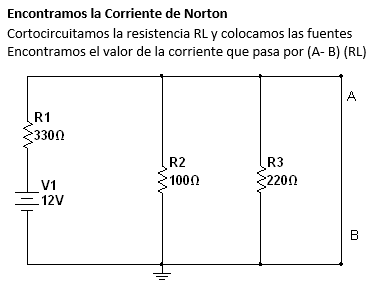 Encontramos la Corriente de Norton
Cortocircuitamos la resistencia RL y colocamos las fuentes
Encontramos el valor de la corriente que pasa por (A- B) (RL)
A
R1
330Ω
R2
100Ω
R3
220Ω
V1
12V
B